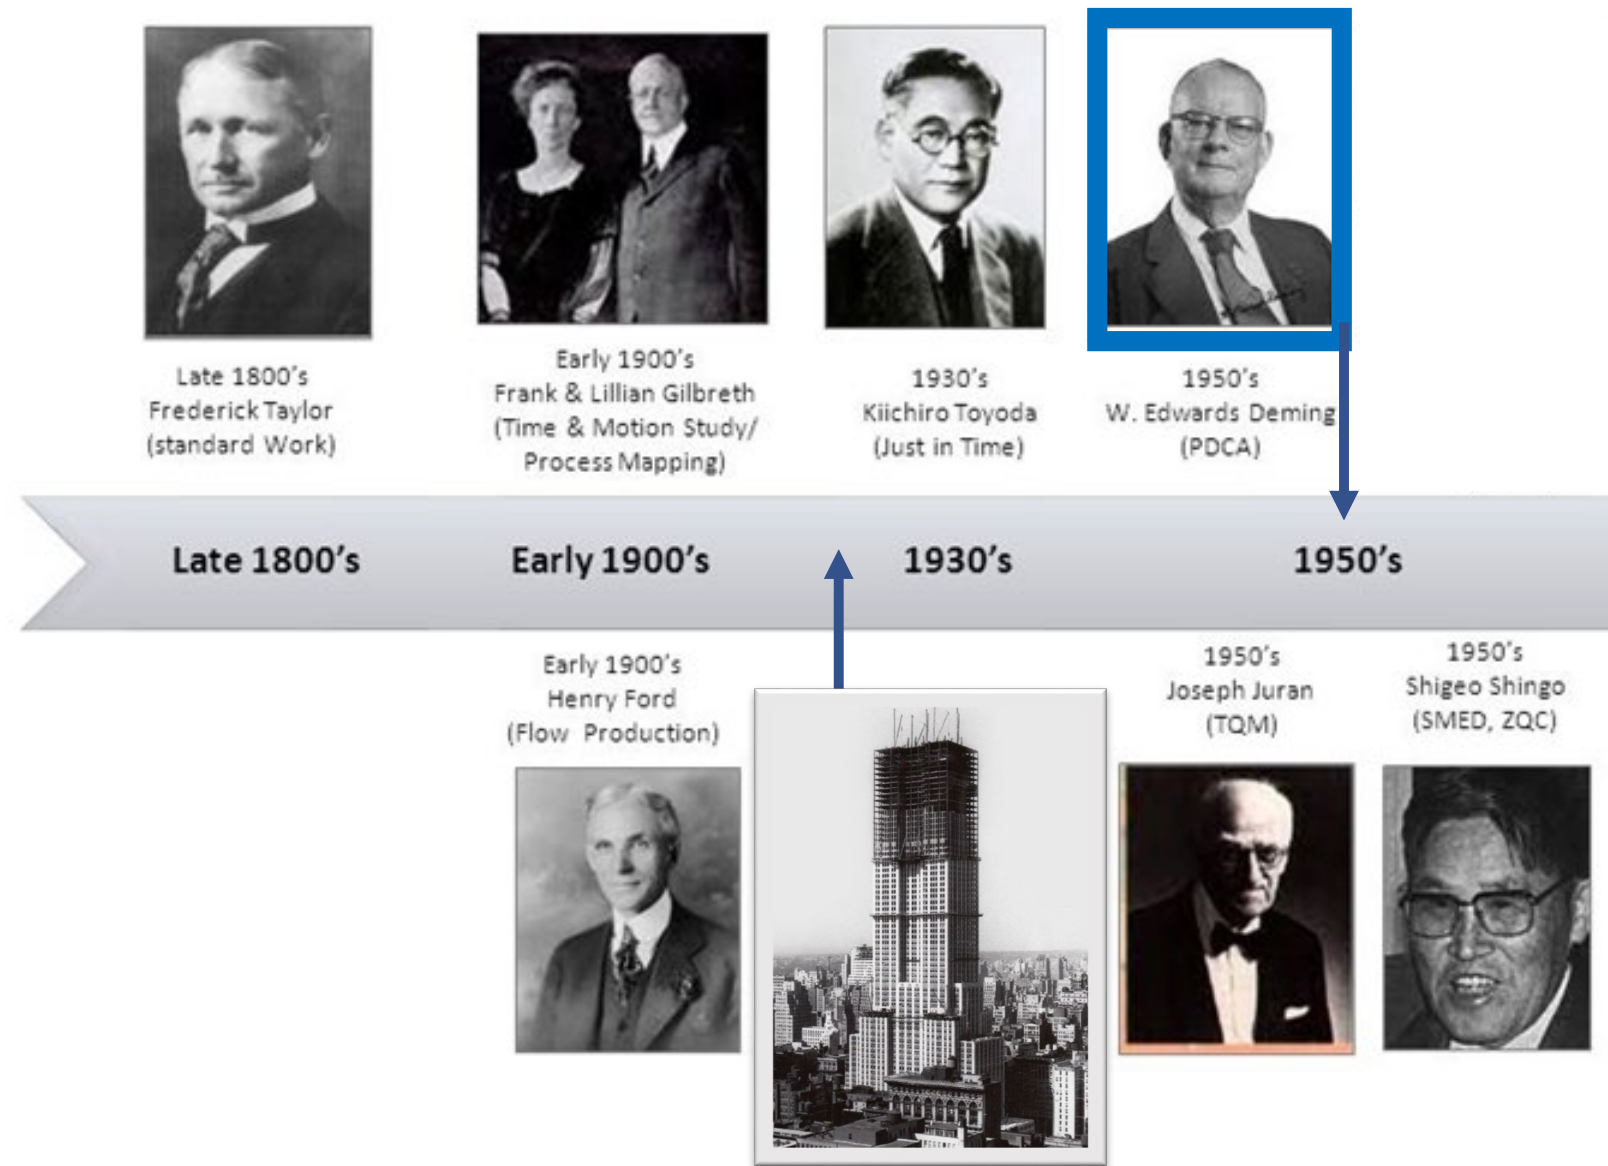 Late 1800's
Frederick Taylor
(standard Work)
Early 1900's
Frank & Lillian Gilbreth
(Time & Motion Study/
Process Mapping)
1930's
Kiichiro Toyoda
(Just in Time)
1950's
W. Edwards Deming
(PDCA)
Late 1800's
Early 1900's
1930's
1950's
Early 1900's
Henry Ford
(Flow Production)
1950's
Joseph Juran
(TQM)
1950's
Shigeo Shingo
(SMED, ZQC)